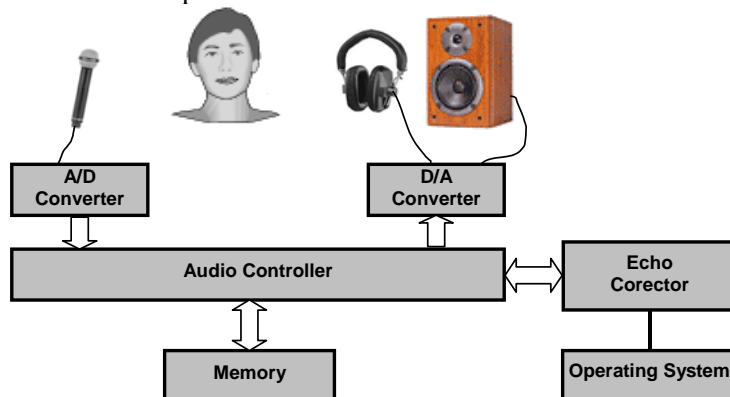 A/D
Converter
D/A
Converter
Audio Controller
Echo
Corector
Memory
Operating System